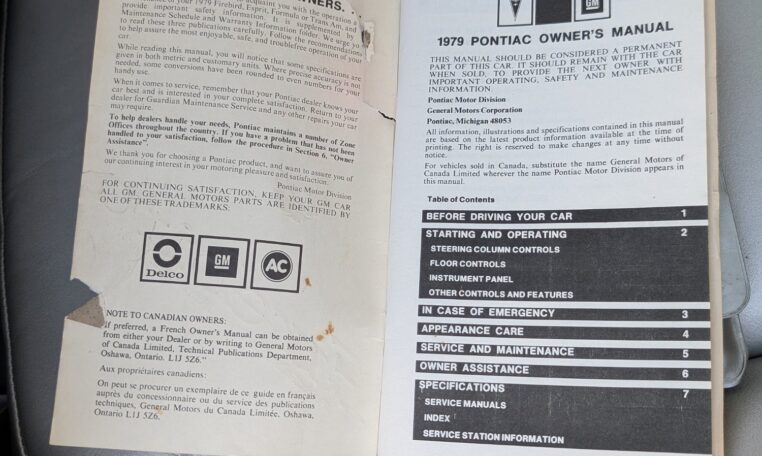 OWNERS.
acquaint you with the operation
of your 1979 Firebird, Esprit, Formula or Trans Am, and
provide important safety information. It is supplemented by
Maintenance Schedule and Warranty Information folder. We urge you
to read these three publications carefully. Follow the recommendations
to help assure the most enjoyable, safe, and troublefree operation of your
car.
While reading this manual, you will notice that some specifications are
given in both metric and customary units. Where precise accuracy is not
needed, some conversions have been rounded to even numbers for your
handy use.
When it comes to service, remember that your Pontiac dealer knows your
car best and is interested in your complete satisfaction. Return to your
dealer for Guardian Maintenance Service and any other repairs your car
may require.
To help dealers handle your needs, Pontiac maintains a number of Zone
Offices throughout the country. If you have a problem that has not been
handled to your satisfaction, follow the procedure in Section 6, "Owner
Assistance".
We thank you for choosing a Pontiac product, and want to assure you of
our continuing interest in your motoring pleasure and satisfaction.
Pontiac Motor Division
FOR CONTINUING SATISFACTION, KEEP YOUR GM CAR
ALL GM. GENERAL MOTORS PARTS ARE IDENTIFIED BY
ONE OF THESE TRADEMARKS.
Delco
GM
AC
NOTE TO CANADIAN OWNERS:
If preferred, a French Owner's Manual can be obtained
from either your Dealer or by writing to General Motors
of Canada Limited, Technical Publications Department,
Oshawa, Ontario. L1J 5Z6."
Aux propriétaires canadiens:
On peut se procurer un exemplaire de ce guide en français
auprès du concessionnaire ou du service des publications
techniques, General Motors du Canada Limitée, Oshawa,
Ontario L1J 5Z6.
GM
1979 PONTIAC OWNER'S MANUAL
THIS MANUAL SHOULD BE CONSIDERED A PERMANENT
PART OF THIS CAR. IT SHOULD REMAIN WITH THE CAR
WHEN SOLD, TO PROVIDE THE NEXT OWNER WITH
IMPORTANT OPERATING, SAFETY AND MAINTENANCE
INFORMATION.
Pontiac Motor Division
General Motors Corporation
Pontiac, Michigan 48053
All information, illustrations and specifications contained in this manual
are based on the latest product information available at the time of
printing. The right is reserved to make changes at any time without
notice.
For vehicles sold in Canada, substitute the name General Motors of
Canada Limited wherever the name Pontiac Motor Division appears in
this manual.
Table of Contents
BEFORE DRIVING YOUR CAR 1
STARTING AND OPERATING 2
STEERING COLUMN CONTROLS
FLOOR CONTROLS
INSTRUMENT PANEL
OTHER CONTROLS AND FEATURES
IN CASE OF EMERGENCY 3
APPEARANCE CARE 4
SERVICE AND MAINTENANCE 5
OWNER ASSISTANCE 6
SPECIFICATIONS 7
SERVICE MANUALS
INDEX
SERVICE STATION INFORMATION